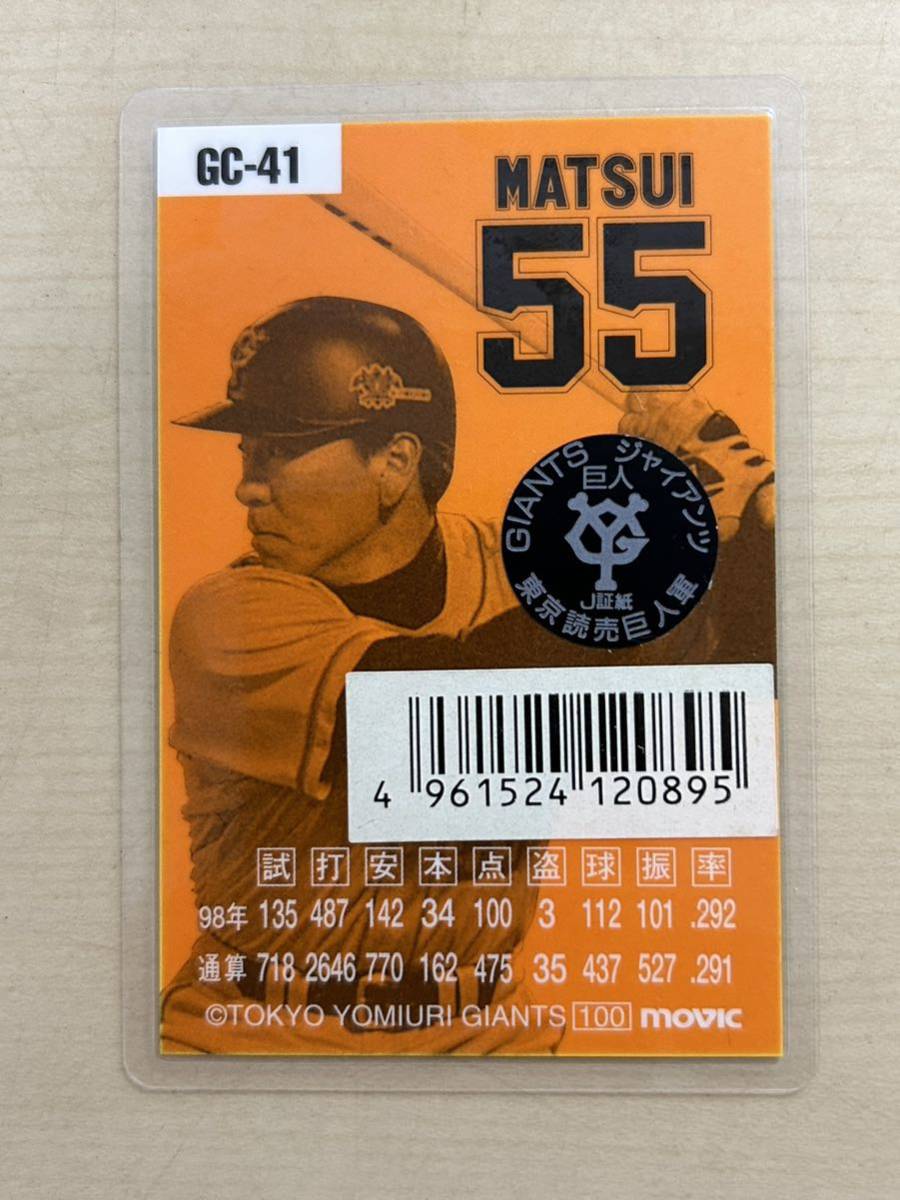 GC-41
MATSUI
55
GIANTS ジャイアンツ
巨人
YG
J証紙
東京読売巨人軍
4 961524 120895
試 打 安 本 点 盗 球 振 率
98年 135 487 142 34 100 3 112 101 .292
通算 718 2646 770 162 475 35 437 527 .291
©TOKYO YOMIURI GIANTS 100 movic